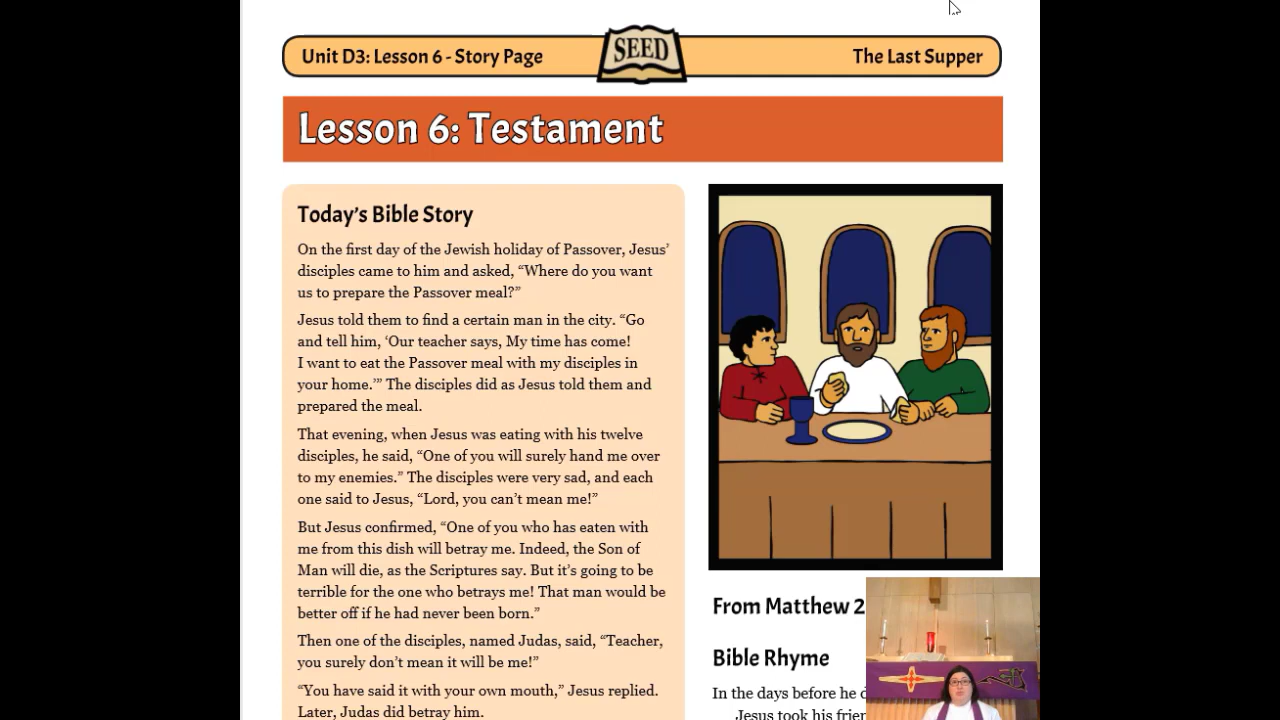 Unit D3: Lesson 6 - Story Page
SEED
The Last Supper
Lesson 6: Testament
Today’s Bible Story
On the first day of the Jewish holiday of Passover, Jesus’
disciples came to him and asked, “Where do you want
us to prepare the Passover meal?”
Jesus told them to find a certain man in the city. “Go
and tell him, ‘Our teacher says, My time has come!
I want to eat the Passover meal with my disciples in
your home.’” The disciples did as Jesus told them and
prepared the meal.
That evening, when Jesus was eating with his twelve
disciples, he said, “One of you will surely hand me over
to my enemies.” The disciples were very sad, and each
one said to Jesus, “Lord, you can’t mean me!”
But Jesus confirmed, “One of you who has eaten with
me from this dish will betray me. Indeed, the Son of
Man will die, as the Scriptures say. But it’s going to be
terrible for the one who betrays me! That man would be
better off if he had never been born.”
Then one of the disciples, named Judas, said, “Teacher,
you surely don’t mean it will be me!”
“You have said it with your own mouth,” Jesus replied.
Later, Judas did betray him.
From Matthew 2
Bible Rhyme
In the days before he d
Jesus took his frien